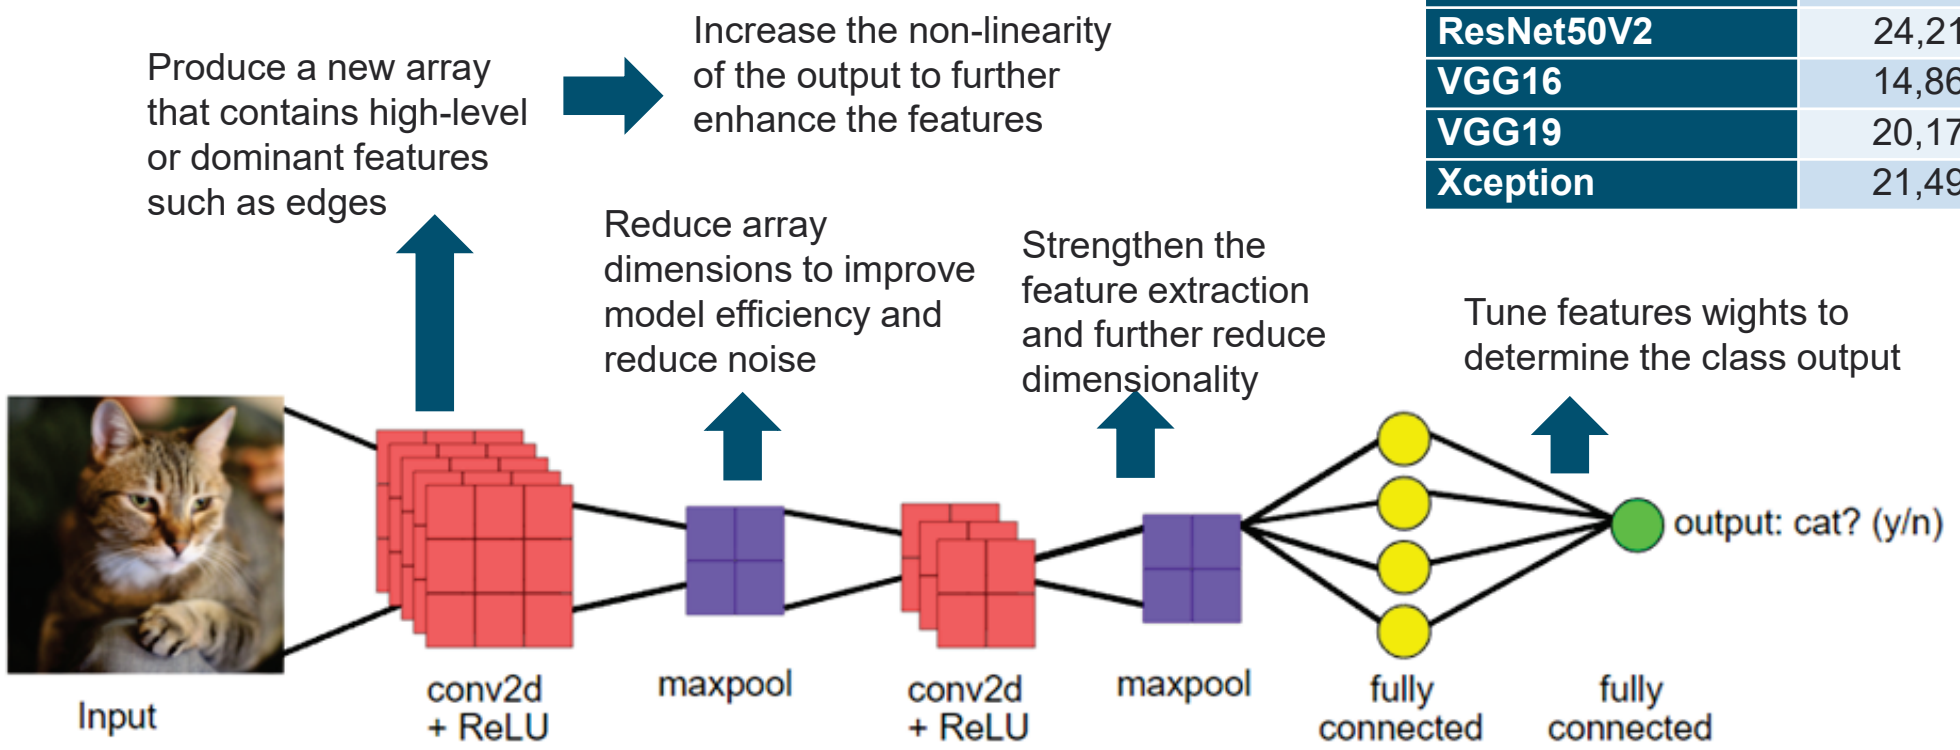 Produce a new array
that contains high-level
or dominant features
such as edges
Increase the non-linearity
of the output to further
enhance the features
ResNet50V2 24,21
VGG16 14,86
VGG19 20,17
Xception 21,49
Reduce array
dimensions to improve
model efficiency and
reduce noise
Strengthen the
feature extraction
and further reduce
dimensionality
Tune features wights to
determine the class output
output: cat? (y/n)
Input
conv2d
+ ReLU
maxpool
conv2d
+ ReLU
maxpool
fully
connected
fully
connected